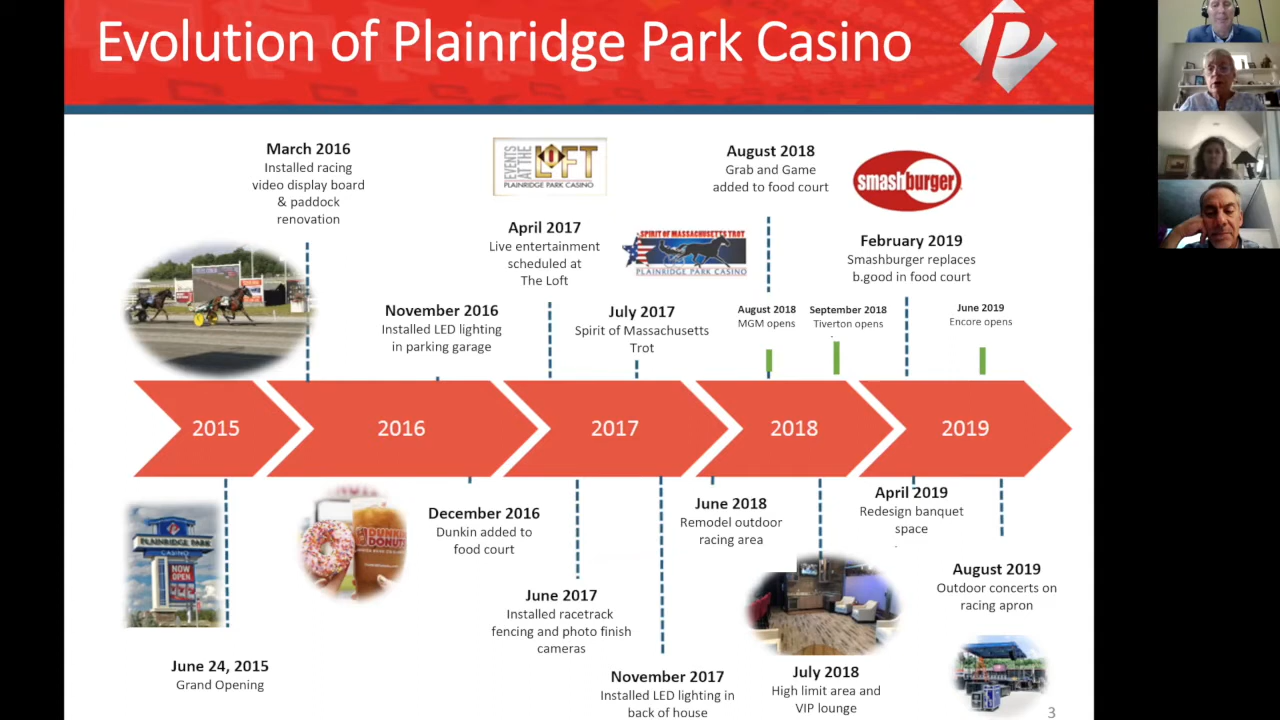 Evolution of Plainridge Park Casino
March 2016
Installed racing
video display board
& paddock
renovation
EVENTS
AT THE
LOFT
PLAINRIDGE PARK CASINO
April 2017
Live entertainment
scheduled at
The Loft
SPIRIT OF MASSACHUSETTS
TROT
PLAINRIDGE PARK CASINO
August 2018
Grab and Game
added to food court
smashburger
February 2019
Smashburger replaces
b.good in food court
November 2016
Installed LED lighting
in parking garage
July 2017
Spirit of Massachusetts
Trot
August 2018
MGM opens
September 2018
Tiverton opens
June 2019
Encore opens
2015
2016
2017
2018
2019
PLAINRIDGE PARK
CASINO
NOW
OPEN
June 24, 2015
Grand Opening
DUNKIN'
DONUTS
December 2016
Dunkin added to
food court
June 2017
Installed racetrack
fencing and photo finish
cameras
November 2017
Installed LED lighting in
back of house
June 2018
Remodel outdoor
racing area
July 2018
High limit area and
VIP lounge
April 2019
Redesign banquet
space
August 2019
Outdoor concerts on
racing apron
3